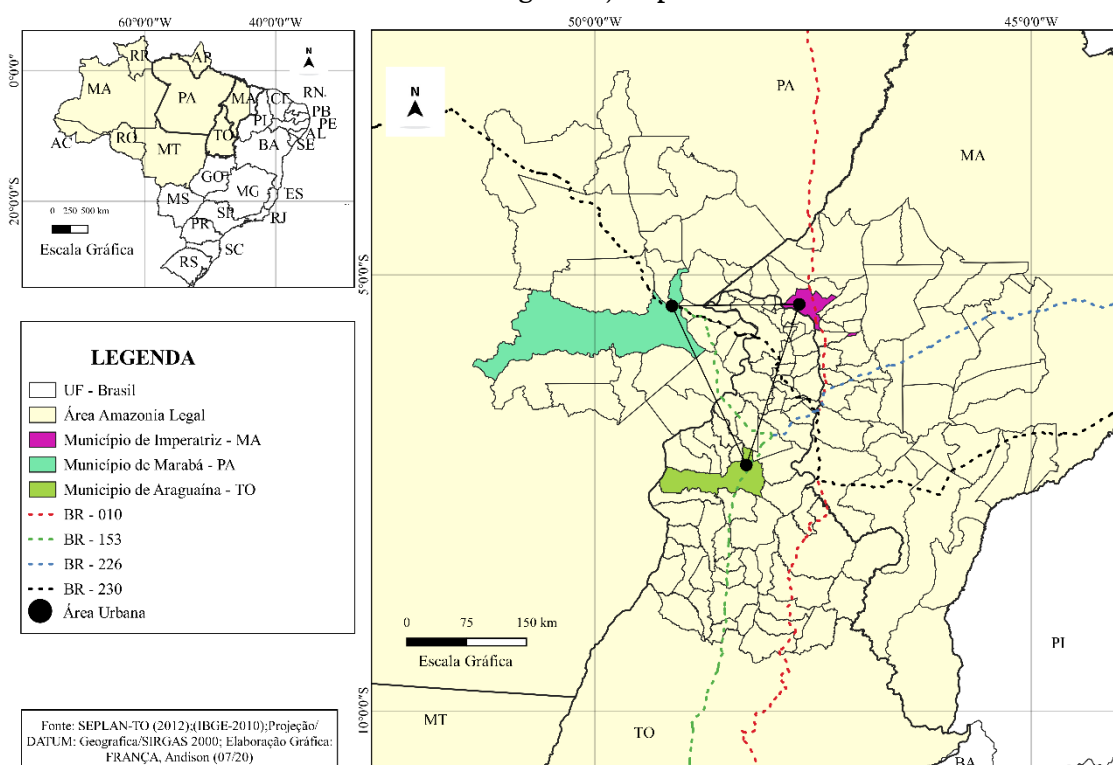 60°0'0"W 40°0'0"W
0°0'0"
20°0'0"S
N
RR
AP
MA
PA
MA
CE
RN
PB
PE
PI
AL
SE
TO
AC
RO
MT
BA
GO
MG
ES
MS
SP
RJ
PR
SC
RS
0 250 500 km
Escala Gráfica
LEGENDA
UF - Brasil
Área Amazonia Legal
Município de Imperatriz - MA
Município de Marabá - PA
Municipio de Araguaína - TO
BR - 010
BR - 153
BR - 226
BR - 230
Área Urbana
Fonte: SEPLAN-TO (2012);(IBGE-2010);Projeção/
DATUM: Geografica/SIRGAS 2000; Elaboração Gráfica:
FRANÇA, Andison (07/20)
50°0'0"W 45°0'0"W
5°0'0"S
10°0'0"S
N
PA
MA
PI
MT
TO
BA
0 75 150 km
Escala Gráfica